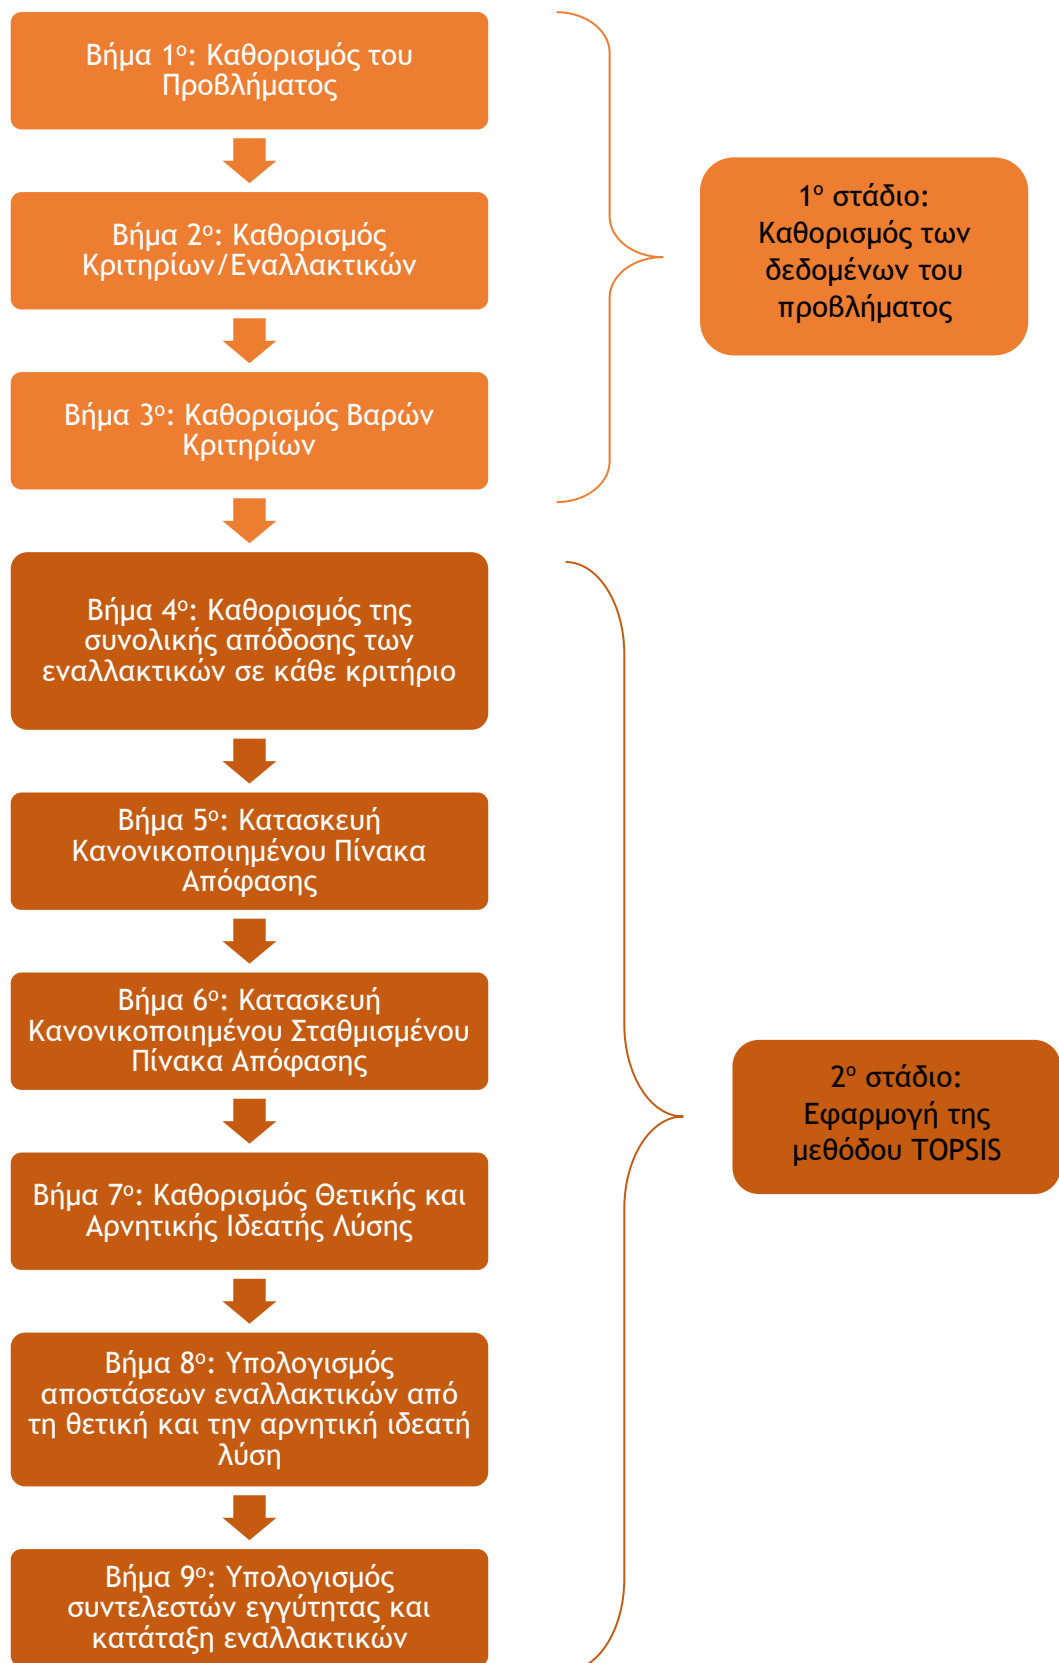 Βήμα 1ο: Καθορισμός του
Προβλήματος
Βήμα 2ο: Καθορισμός
Κριτηρίων/Εναλλακτικών
Βήμα 3ο: Καθορισμός Βαρών
Κριτηρίων
1ο στάδιο:
Καθορισμός των
δεδομένων του
προβλήματος
Βήμα 4ο: Καθορισμός της
συνολικής απόδοσης των
εναλλακτικών σε κάθε κριτήριο
Βήμα 5ο: Κατασκευή
Κανονικοποιημένου Πίνακα
Απόφασης
Βήμα 6ο: Κατασκευή
Κανονικοποιημένου Σταθμισμένου
Πίνακα Απόφασης
Βήμα 7ο: Καθορισμός Θετικής και
Αρνητικής Ιδεατής Λύσης
Βήμα 8ο: Υπολογισμός
αποστάσεων εναλλακτικών από
τη θετική και την αρνητική ιδεατή
λύση
Βήμα 9ο: Υπολογισμός
συντελεστών εγγύτητας και
κατάταξη εναλλακτικών
2ο στάδιο:
Εφαρμογή της
μεθόδου TOPSIS